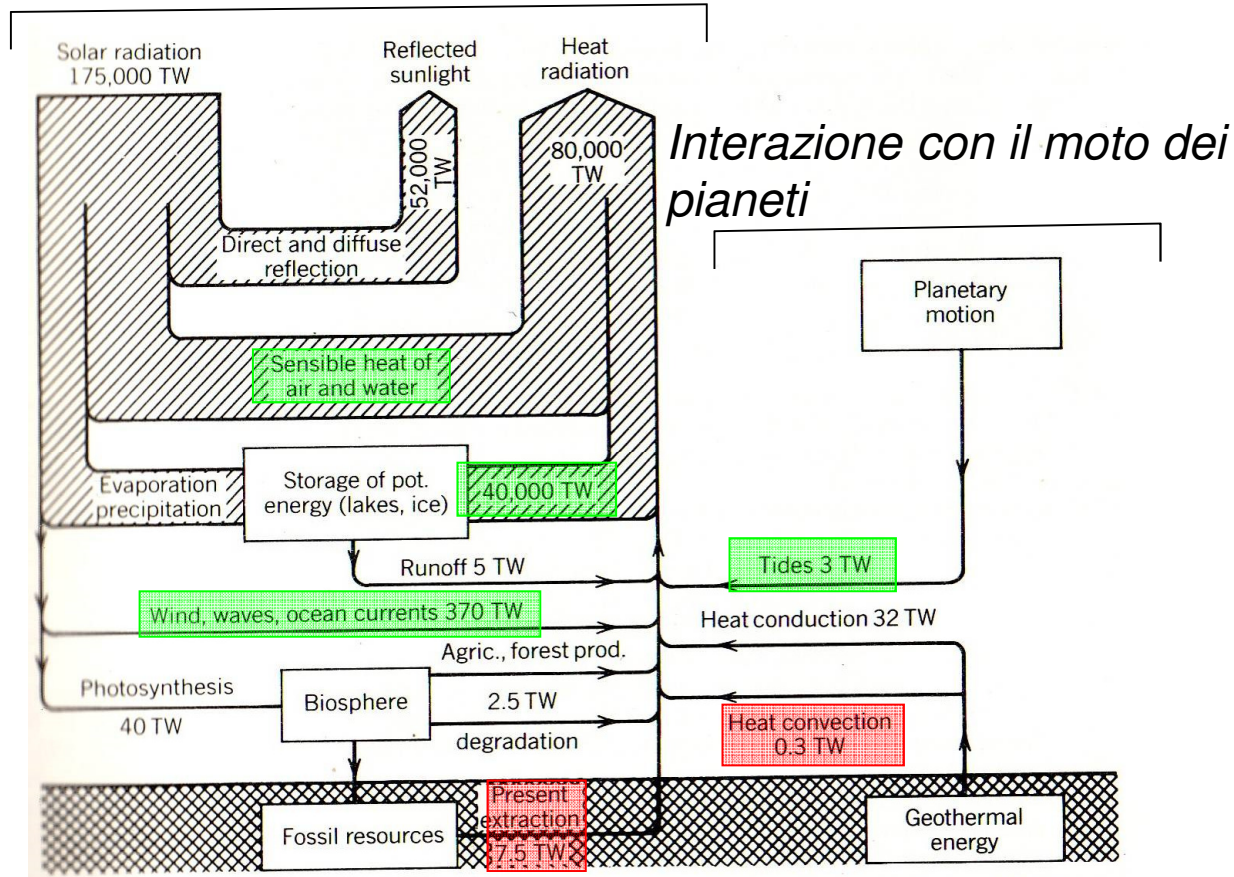 Solar radiation
175,000 TW
Reflected
sunlight
Heat
radiation
52,000
TW
80,000
TW
Interazione con il moto dei
pianeti
Direct and diffuse
reflection
Planetary
motion
Sensible heat of
air and water
Evaporation
precipitation
Storage of pot.
energy (lakes, ice)
40,000 TW
Runoff 5 TW
Tides 3 TW
Wind, waves, ocean currents 370 TW
Heat conduction 32 TW
Agric., forest prod.
Photosynthesis
40 TW
Biosphere
2.5 TW
degradation
Heat convection
0.3 TW
Present
extraction
7.5 TW
Fossil resources
Geothermal
energy